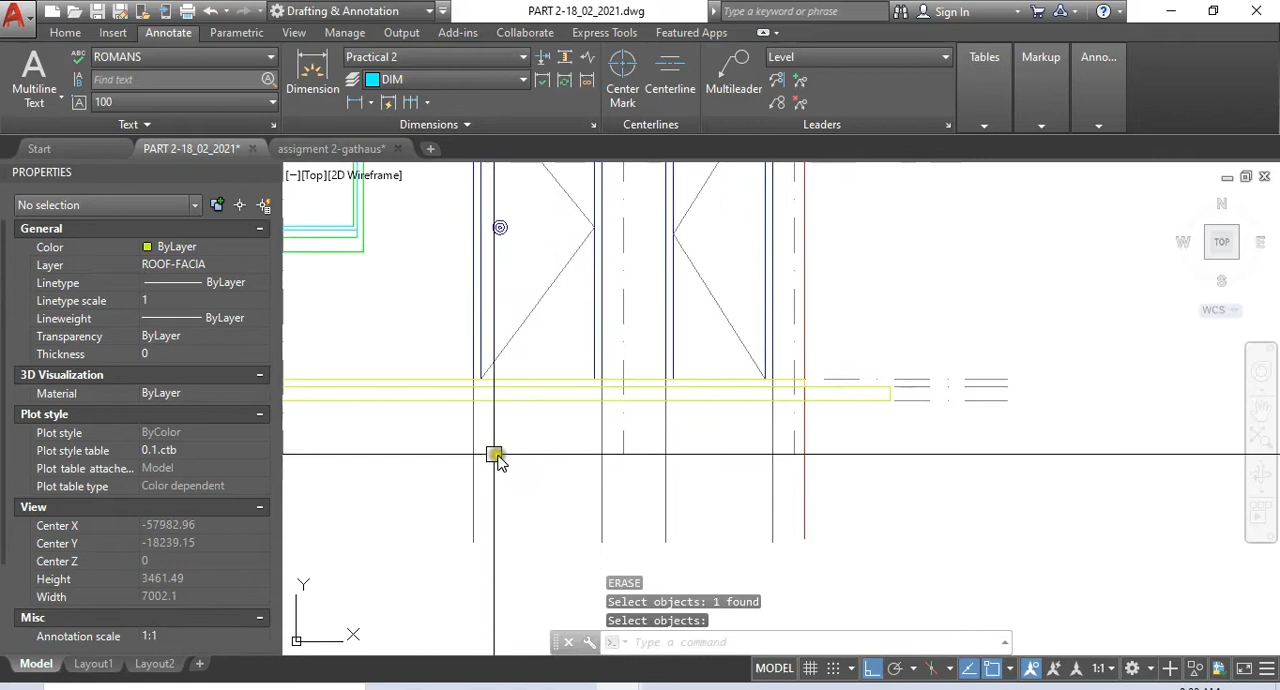 Drafting & Annotation
PART 2-18_02_2021.dwg
Type a keyword or phrase
Sign In
Home Insert Annotate Parametric View Manage Output Add-ins Collaborate Express Tools Featured Apps
ABC ROMANS Practical 2 Level
Multiline Text
Find text
100
Dimension
DIM
Center Mark
Centerline
Multileader
Tables
Markup
Anno...
Text Dimensions Centerlines Leaders
Start PART 2-18_02_2021* assigment 2-gathaus*
PROPERTIES
[−][Top][2D Wireframe]
No selection
General
Color ByLayer
Layer ROOF-FACIA
Linetype ByLayer
Linetype scale 1
Lineweight ByLayer
Transparency ByLayer
Thickness 0
3D Visualization
Material ByLayer
Plot style
Plot style ByColor
Plot style table 0.1.ctb
Plot table attache... Model
Plot table type Color dependent
View
Center X -57982.96
Center Y -18239.15
Center Z 0
Height 3461.49
Width 7002.1
Misc
Annotation scale 1:1
N
W TOP E
S
WCS
Y
X
ERASE
Select objects: 1 found
Select objects:
Type a command
Model Layout1 Layout2
MODEL 1:1